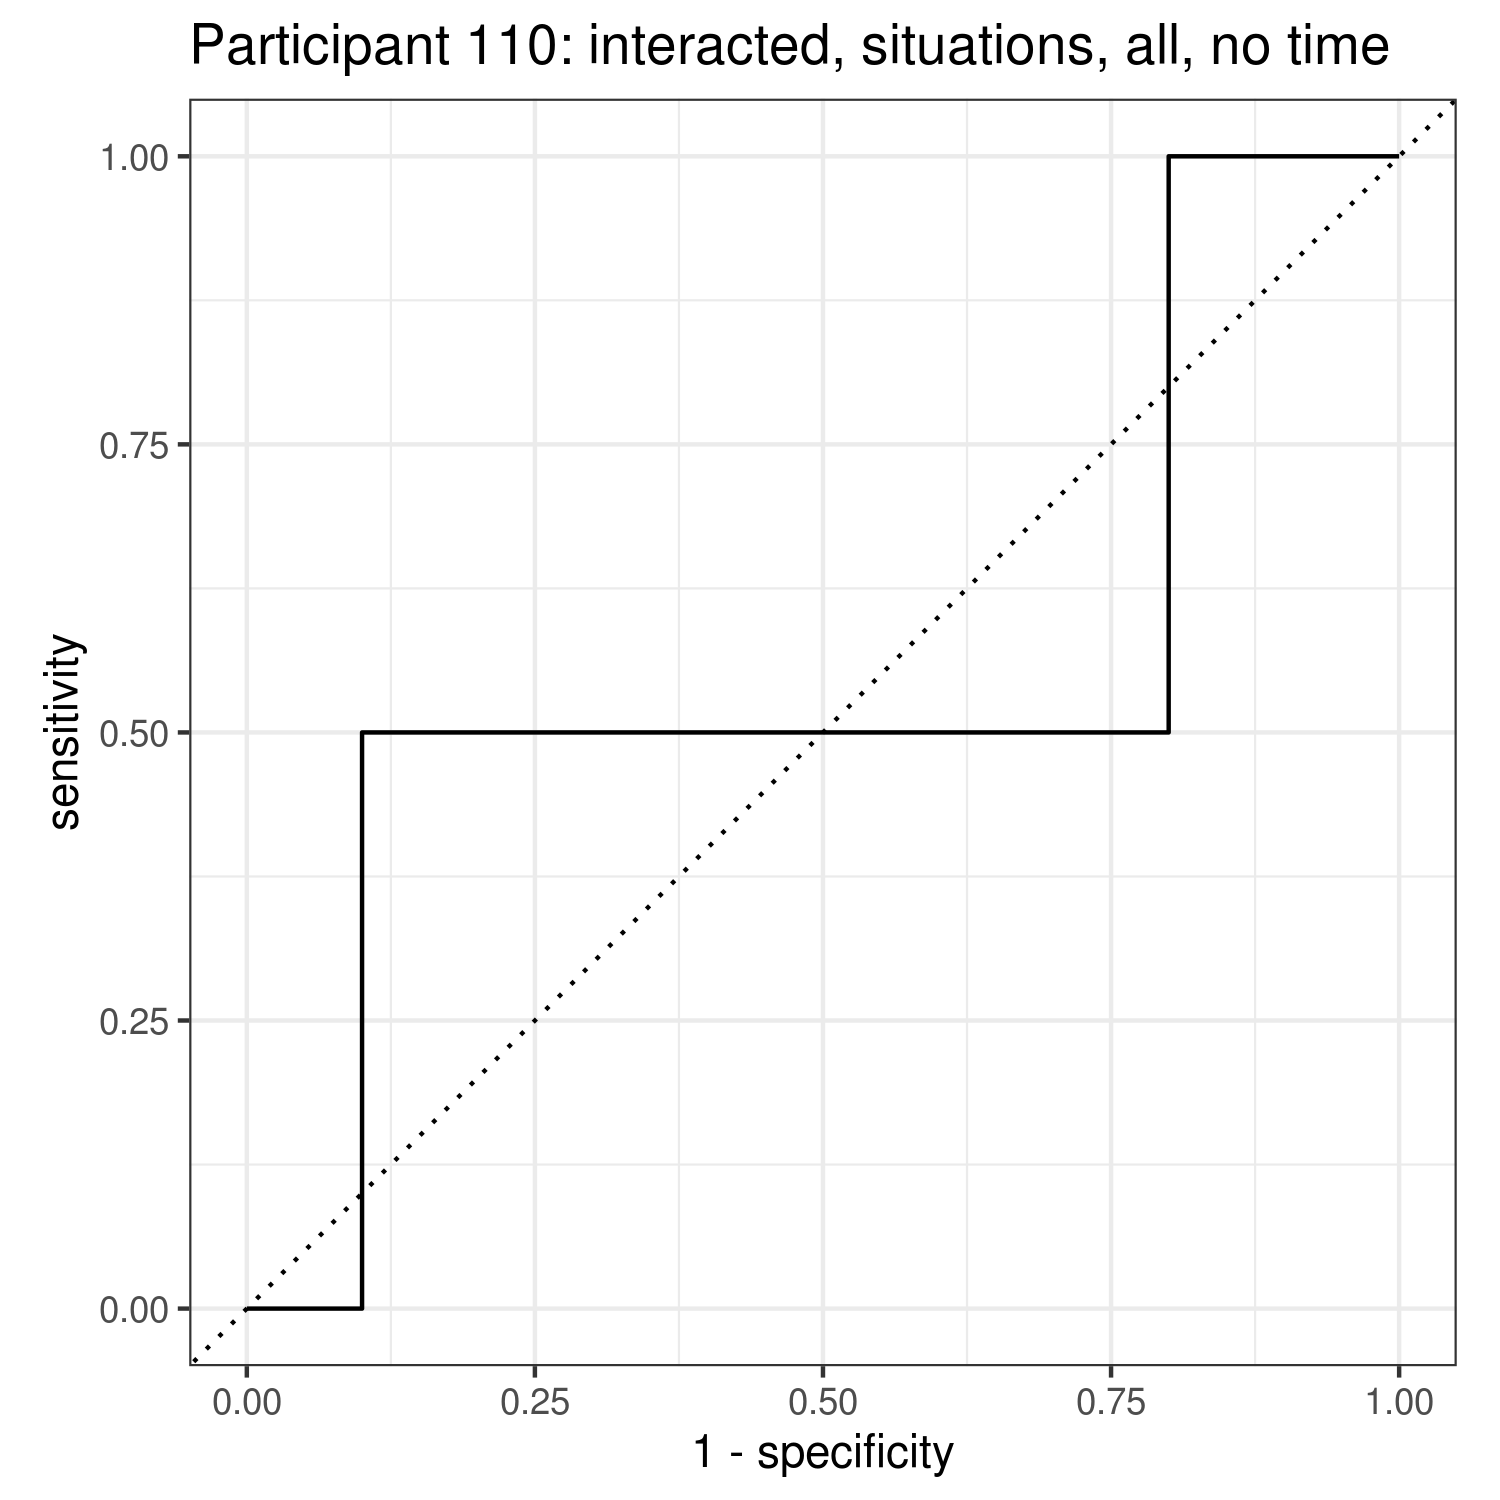 Participant 110: interacted, situations, all, no time
1.00
0.75
0.50
0.25
0.00
sensitivity
0.00 0.25 0.50 0.75 1.00
1 - specificity